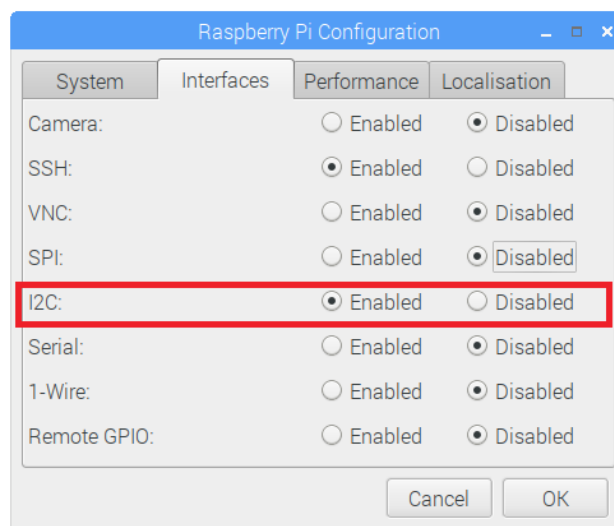 Raspberry Pi Configuration
System Interfaces Performance Localisation
Camera: Enabled Disabled
SSH: Enabled Disabled
VNC: Enabled Disabled
SPI: Enabled Disabled
I2C: Enabled Disabled
Serial: Enabled Disabled
1-Wire: Enabled Disabled
Remote GPIO: Enabled Disabled
Cancel OK